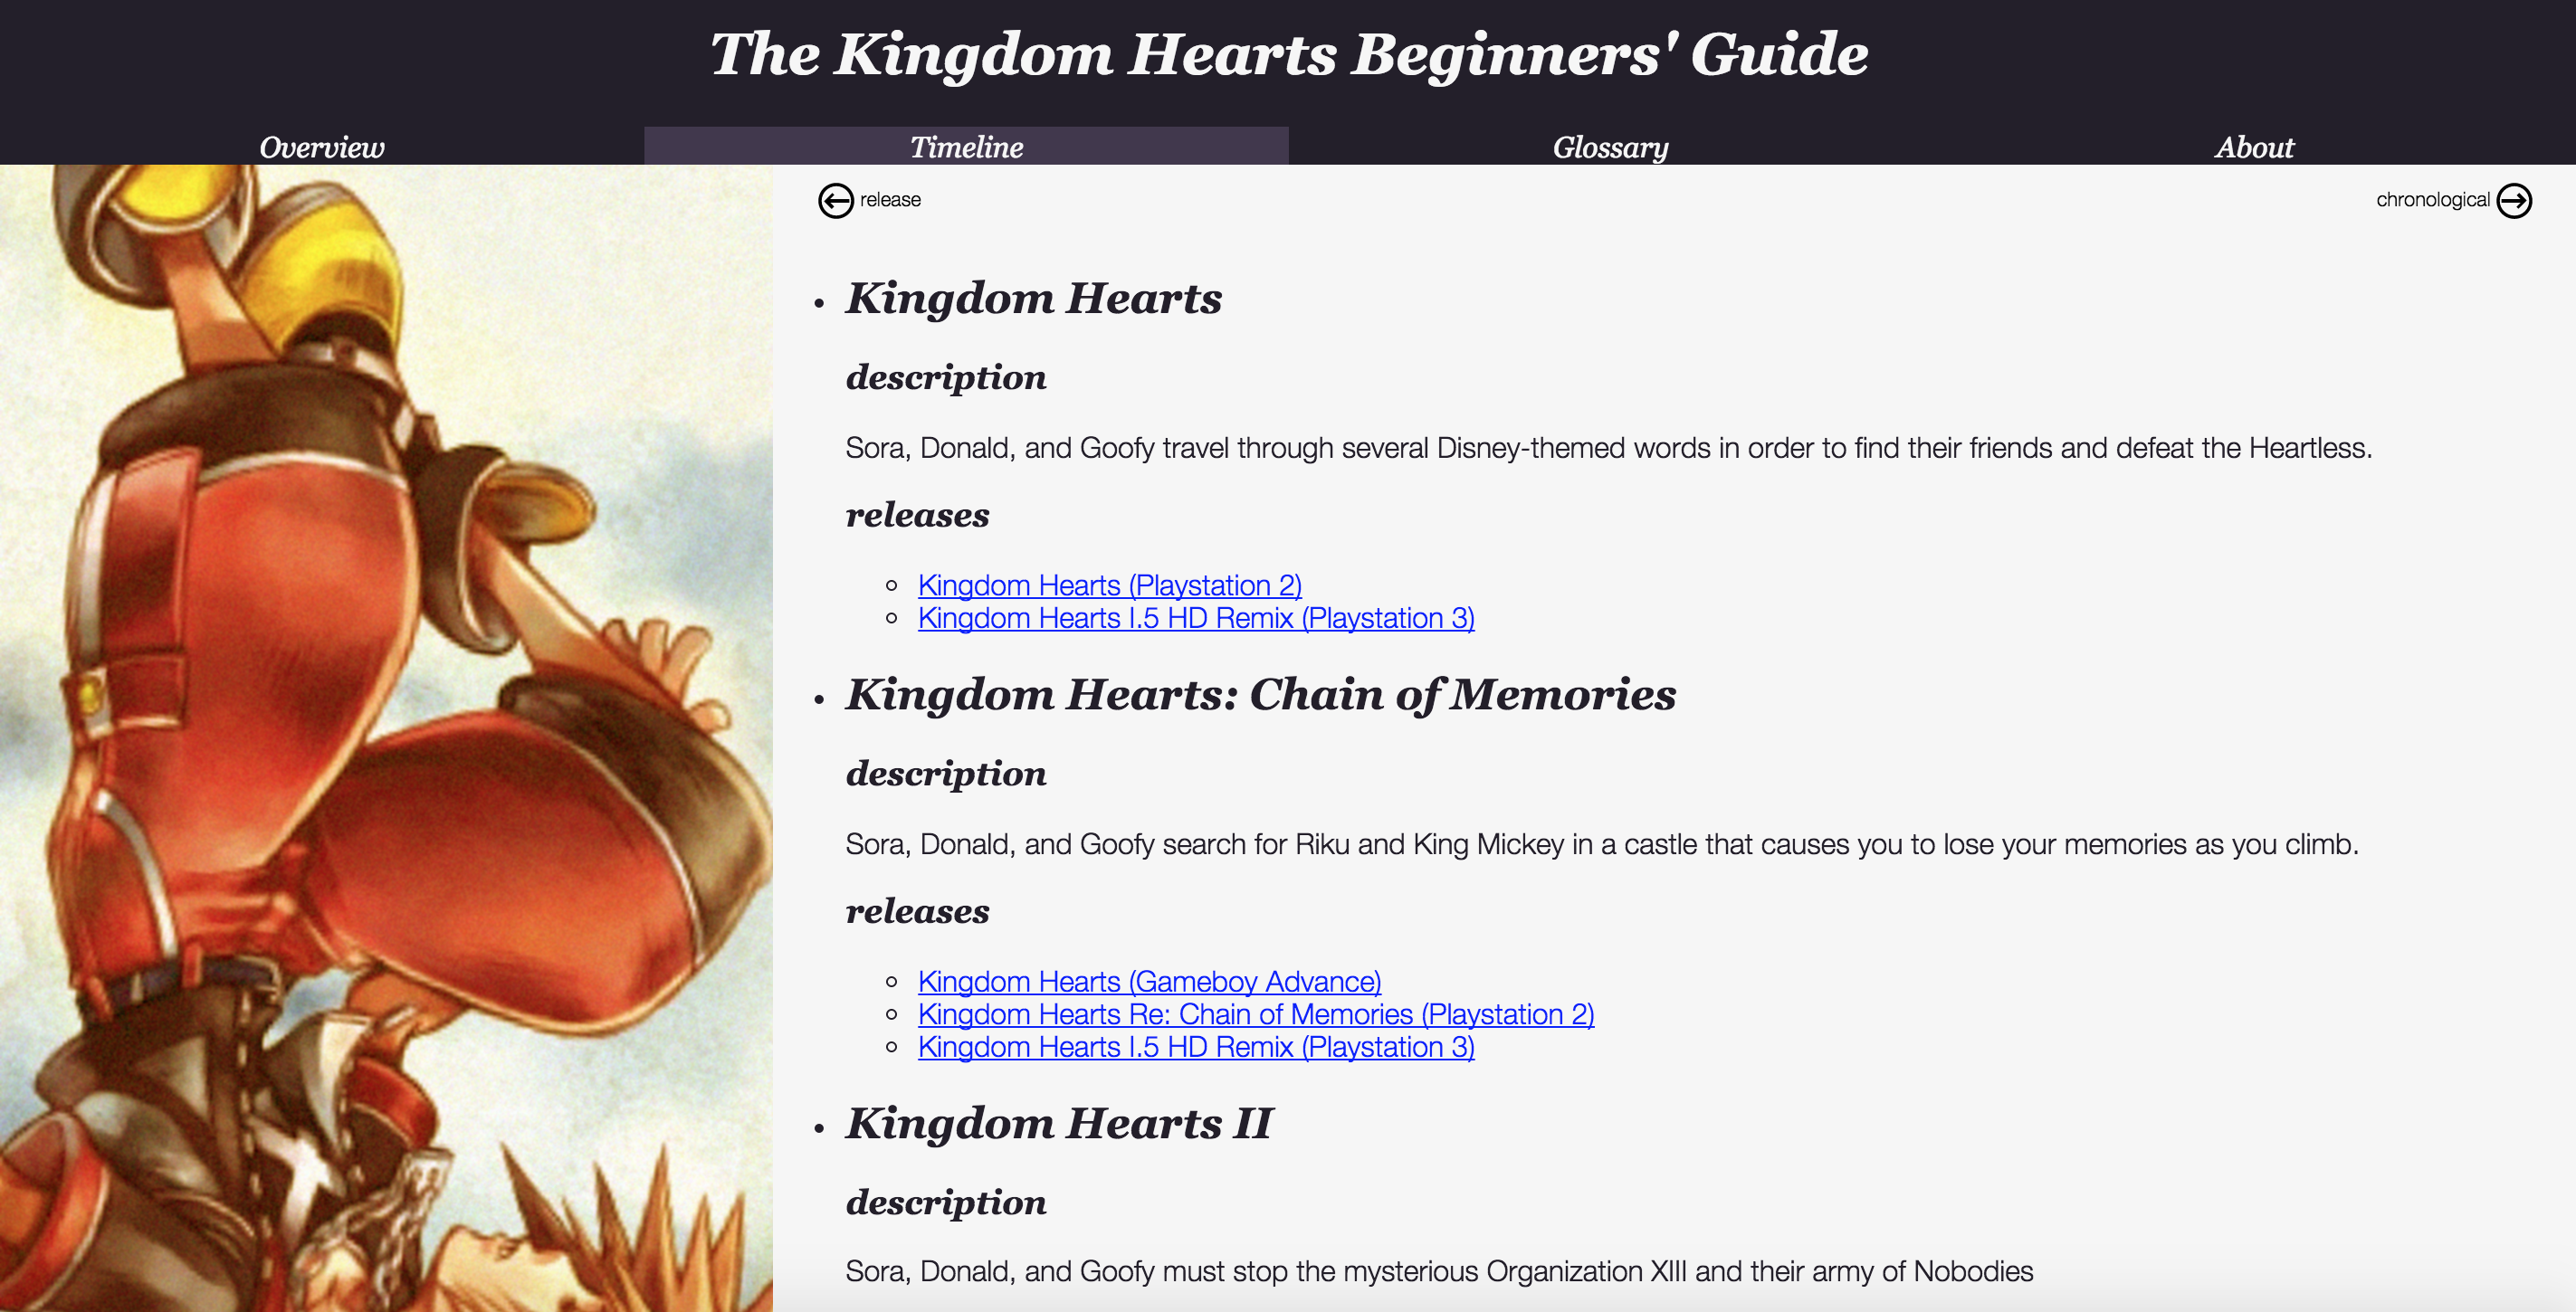 The Kingdom Hearts Beginners' Guide
Overview Timeline Glossary About
release chronological
Kingdom Hearts
description
Sora, Donald, and Goofy travel through several Disney-themed words in order to find their friends and defeat the Heartless.
releases
Kingdom Hearts (Playstation 2)
Kingdom Hearts I.5 HD Remix (Playstation 3)
Kingdom Hearts: Chain of Memories
description
Sora, Donald, and Goofy search for Riku and King Mickey in a castle that causes you to lose your memories as you climb.
releases
Kingdom Hearts (Gameboy Advance)
Kingdom Hearts Re: Chain of Memories (Playstation 2)
Kingdom Hearts I.5 HD Remix (Playstation 3)
Kingdom Hearts II
description
Sora, Donald, and Goofy must stop the mysterious Organization XIII and their army of Nobodies